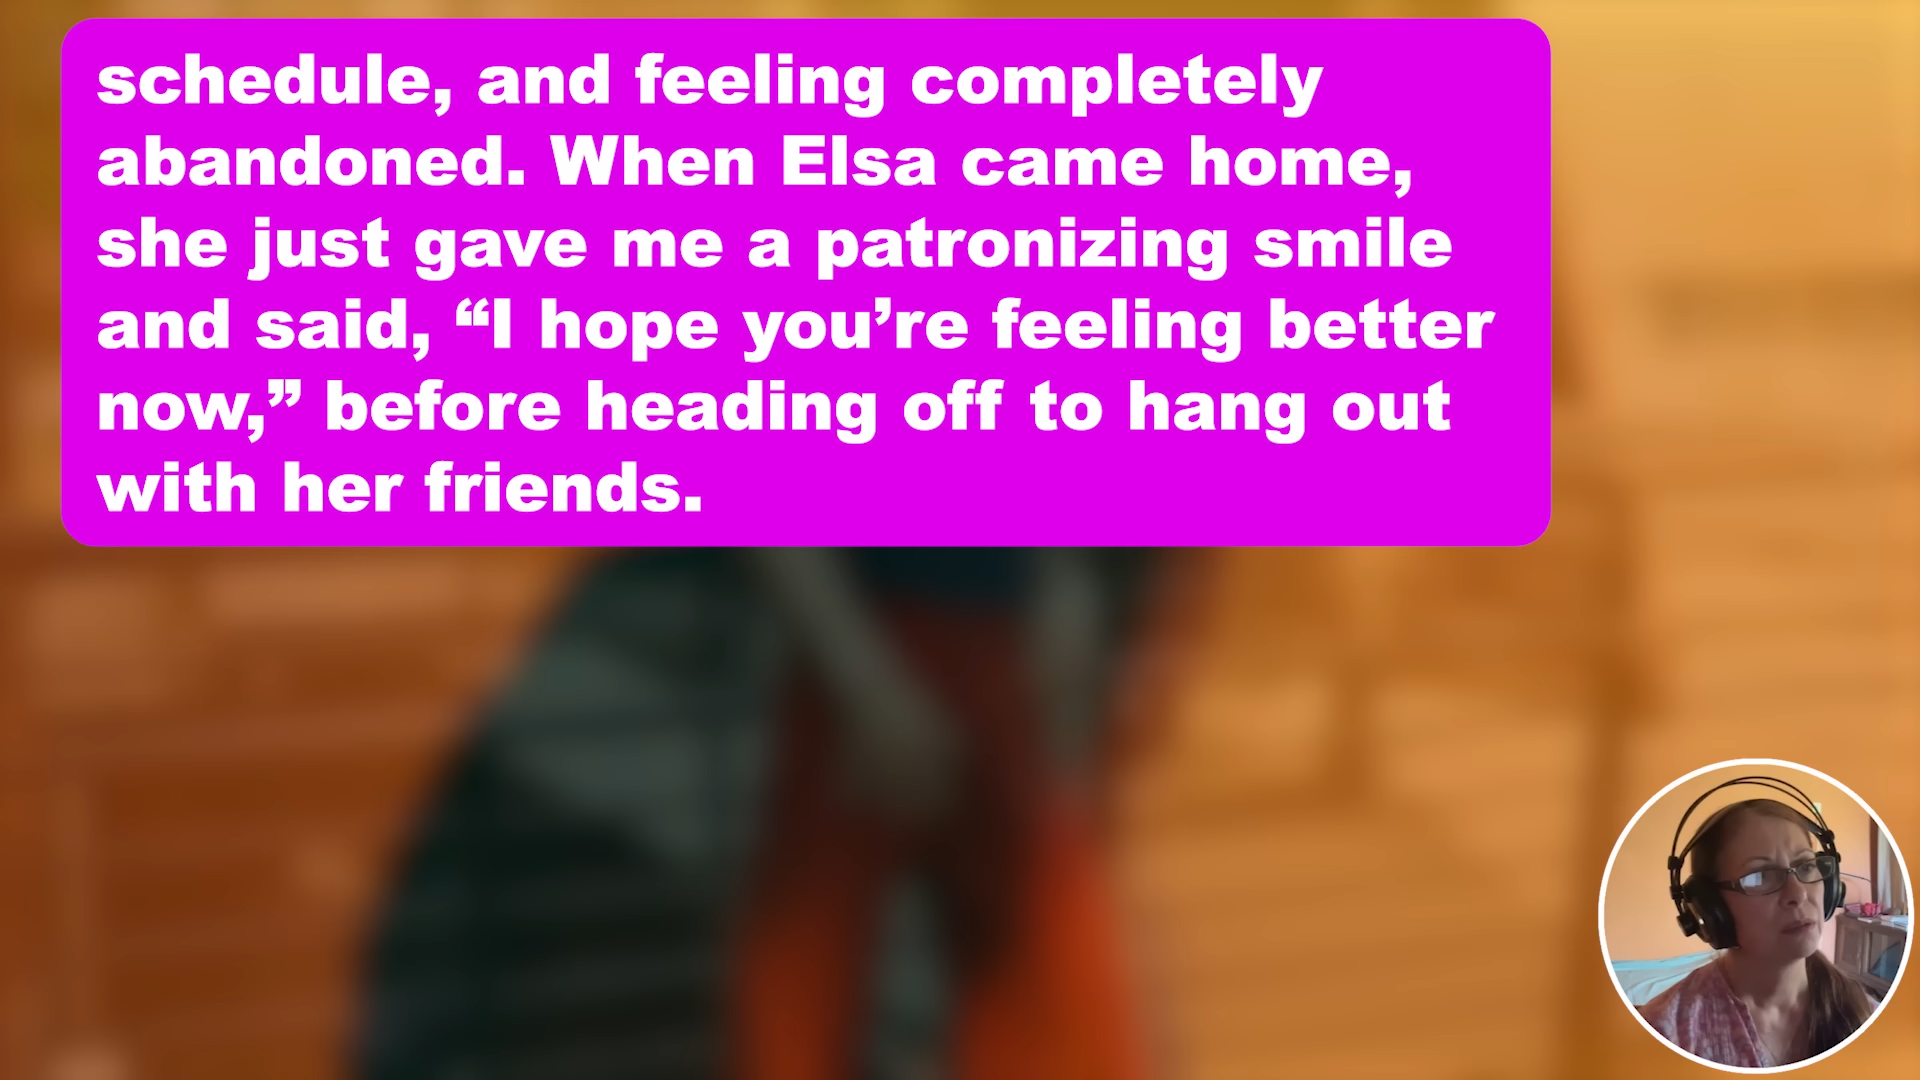 schedule, and feeling completely
abandoned. When Elsa came home,
she just gave me a patronizing smile
and said, “I hope you’re feeling better
now,” before heading off to hang out
with her friends.